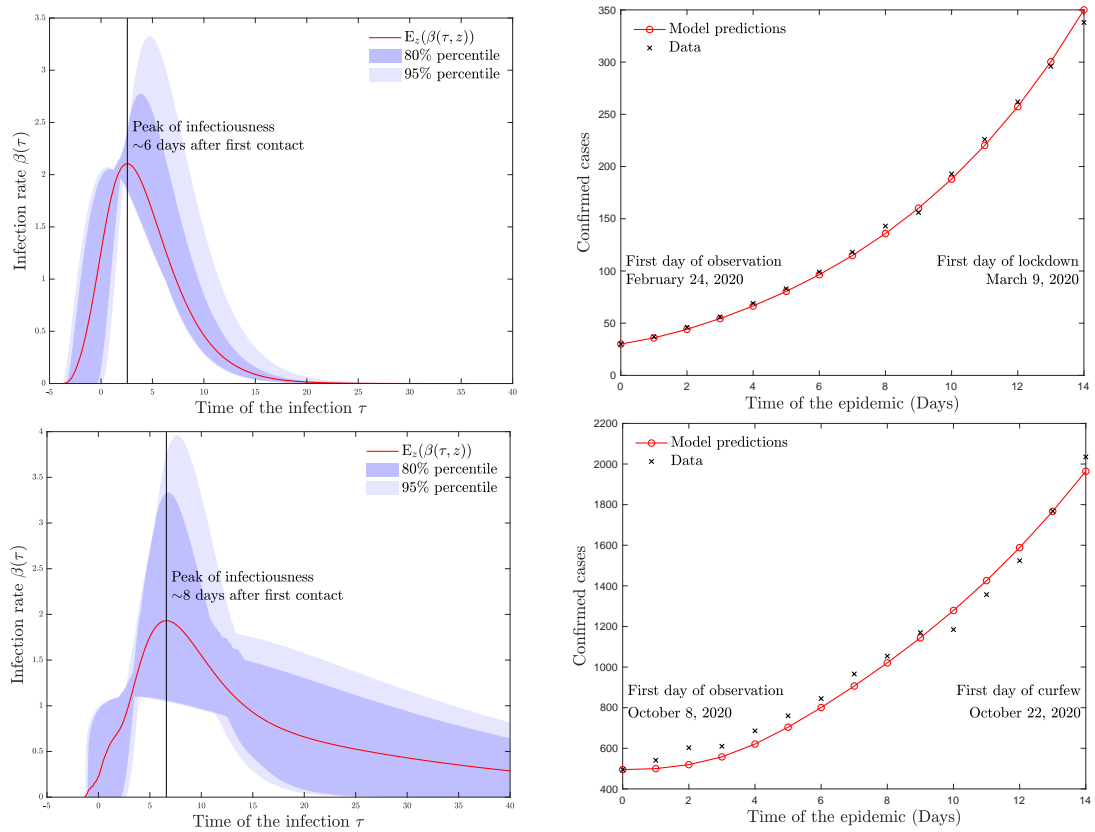 3.5
3
2.5
2
1.5
1
0.5
0
-5
0
5
10
15
20
25
30
35
40
Infection rate β(τ)
Time of the infection τ
E_z(β(τ, z))
80% percentile
95% percentile
Peak of infectiousness
~6 days after first contact
350
300
250
200
150
100
50
0
0
2
4
6
8
10
12
14
Confirmed cases
Time of the epidemic (Days)
Model predictions
Data
First day of observation
February 24, 2020
First day of lockdown
March 9, 2020
4
3.5
3
2.5
2
1.5
1
0.5
0
-5
0
5
10
15
20
25
30
35
40
Infection rate β(τ)
Time of the infection τ
E_z(β(τ, z))
80% percentile
95% percentile
Peak of infectiousness
~8 days after first contact
2200
2000
1800
1600
1400
1200
1000
800
600
400
0
2
4
6
8
10
12
14
Confirmed cases
Time of the epidemic (Days)
Model predictions
Data
First day of observation
October 8, 2020
First day of curfew
October 22, 2020